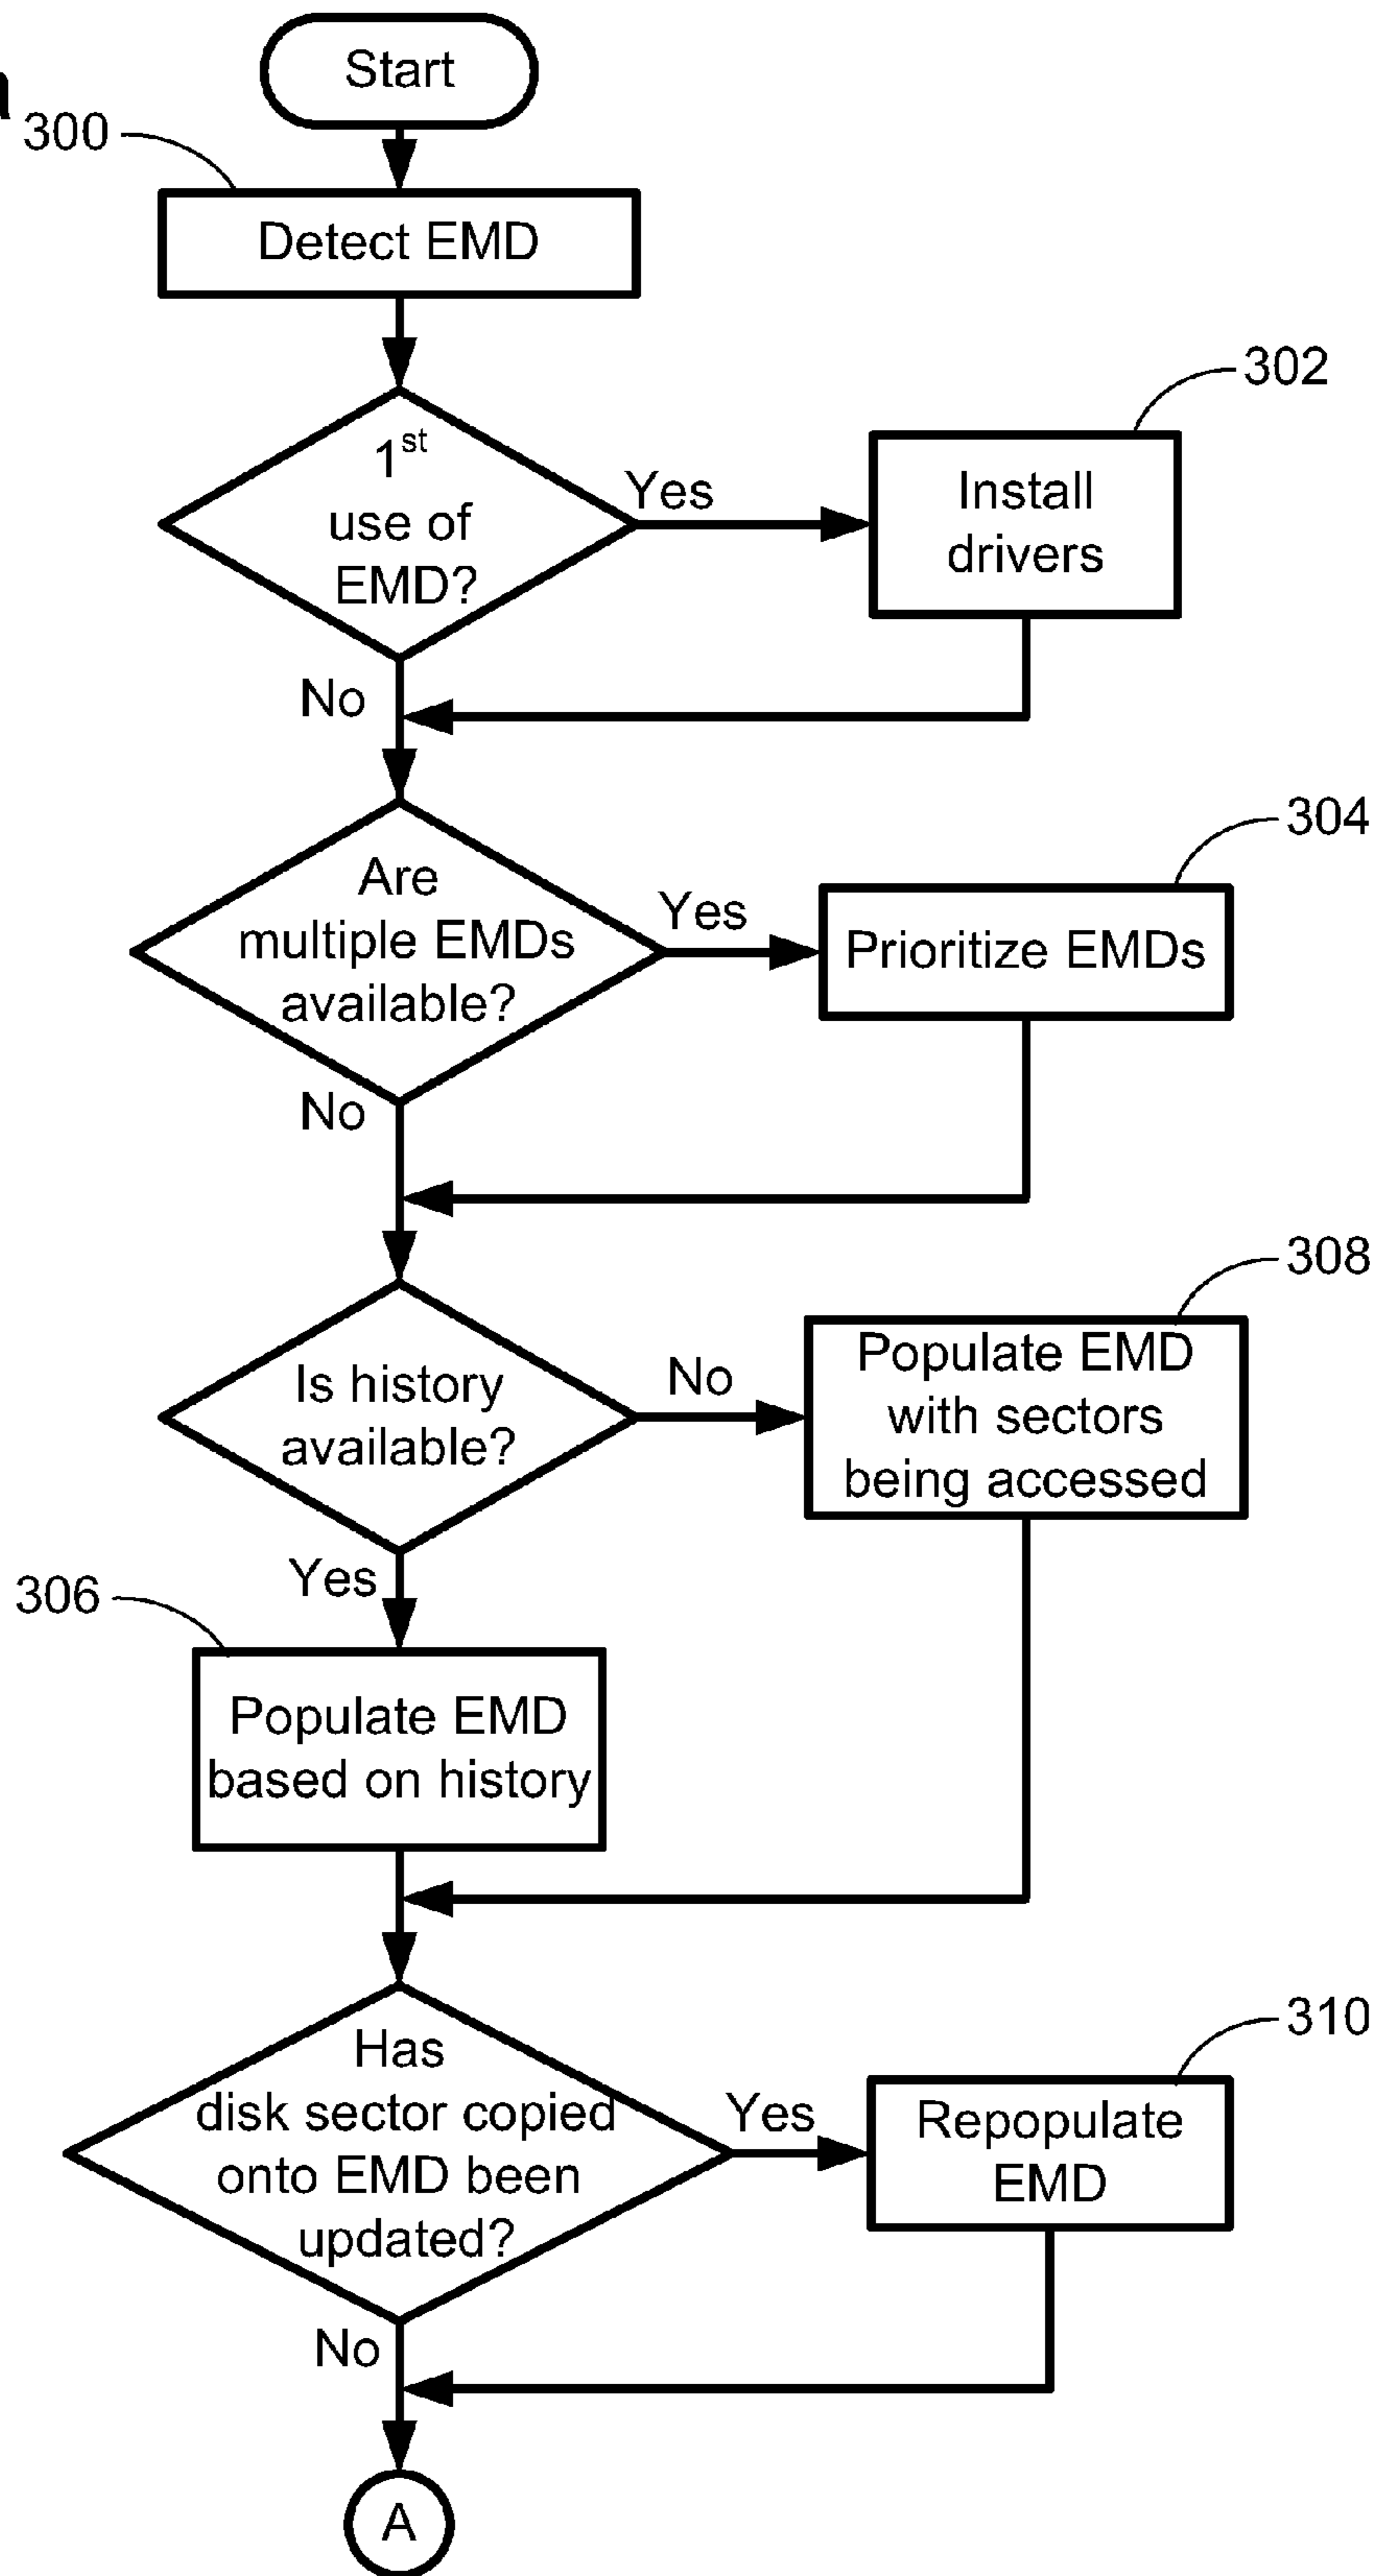 Start
300
Detect EMD
302
1st
use of
EMD?
Yes
Install
drivers
No
304
Are
multiple EMDs
available?
Yes
Prioritize EMDs
No
308
Is history
available?
No
Populate EMD
with sectors
being accessed
Yes
306
Populate EMD
based on history
310
Has
disk sector copied
onto EMD been
updated?
Yes
Repopulate
EMD
No
A